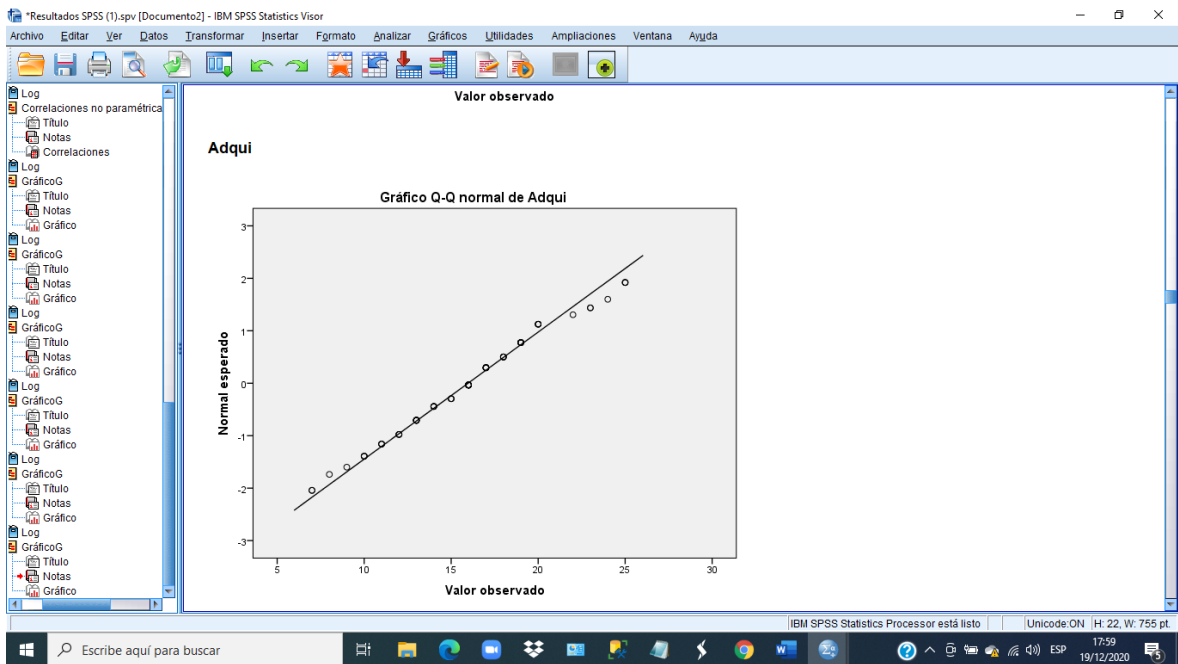 *Resultados SPSS (1).spv [Documento2] - IBM SPSS Statistics Visor
Archivo Editar Ver Datos Transformar Insertar Formato Analizar Gráficos Utilidades Ampliaciones Ventana Ayuda
Log
Correlaciones no paramétrica
Título
Notas
Correlaciones
Log
GráficoG
Título
Notas
Gráfico
Log
GráficoG
Título
Notas
Gráfico
Log
GráficoG
Título
Notas
Gráfico
Log
GráficoG
Título
Notas
Gráfico
Log
GráficoG
Título
Notas
Gráfico
Log
GráficoG
Título
Notas
Gráfico
Valor observado
Adqui
Gráfico Q-Q normal de Adqui
Normal esperado
3
2
1
0
-1
-2
-3
5 10 15 20 25 30
Valor observado
IBM SPSS Statistics Processor está listo Unicode:ON H: 22, W: 755 pt.
Escribe aquí para buscar
ESP
17:59
19/12/2020
5